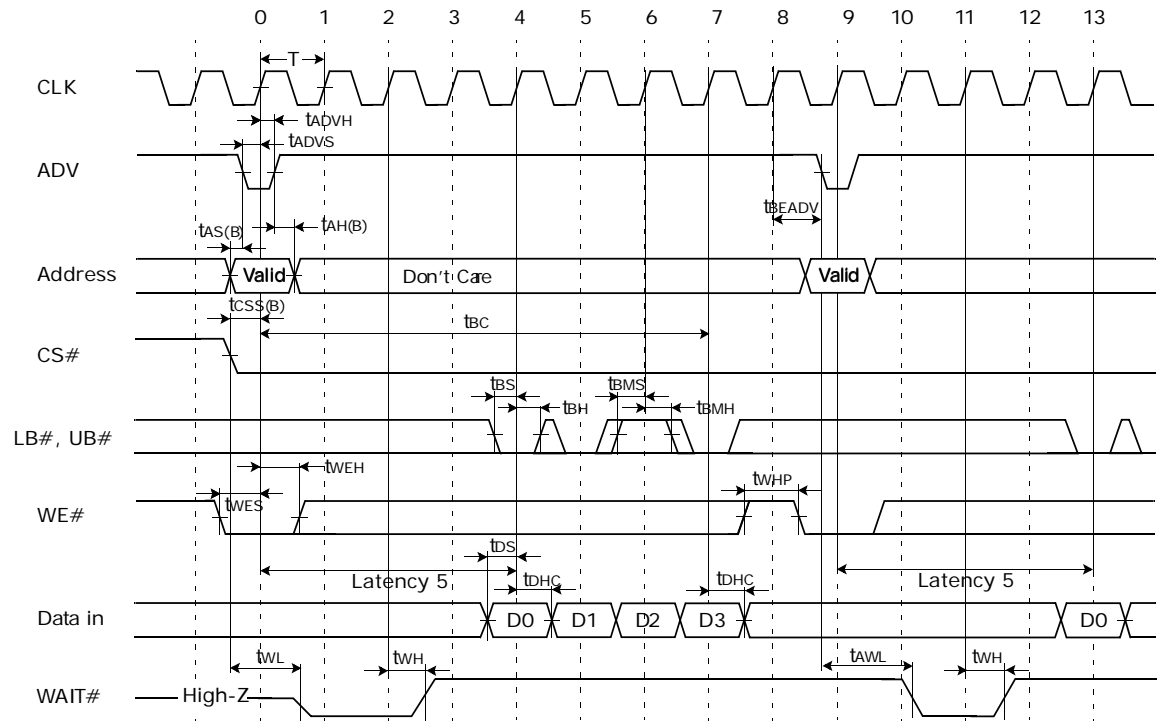 0 1 2 3 4 5 6 7 8 9 10 11 12 13
T
CLK
tADVH
tADVS
ADV
tBEADV
tAH(B)
tAS(B)
Address Valid Don't Care Valid
tCSS(B)
tBC
CS#
tBS tBMS
tBH tBMH
LB#, UB#
tWEH
tWHP
tWES
WE#
tDS
Latency 5 Latency 5
tDHC tDHC
Data in D0 D1 D2 D3 D0
tWL tWH tAWL tWH
WAIT# High-Z